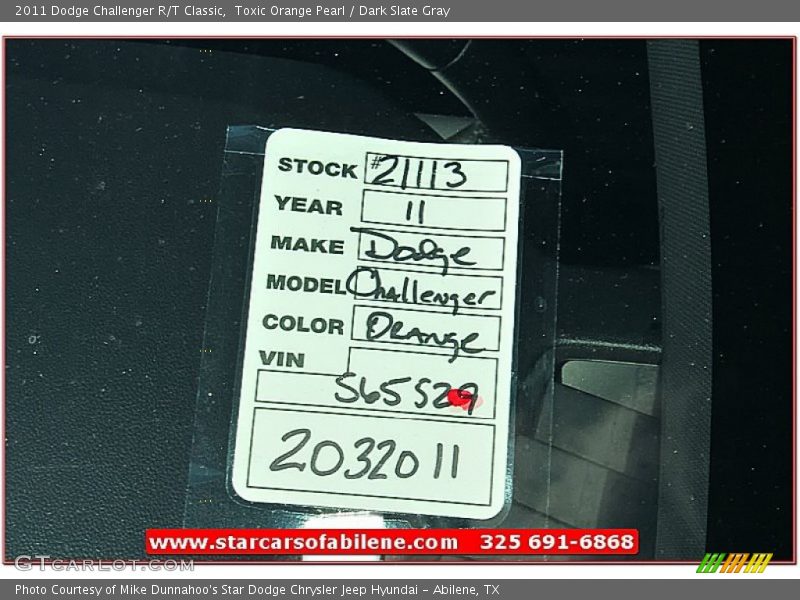 2011 Dodge Challenger R/T Classic,  Toxic Orange Pearl / Dark Slate Gray
STOCK #21113
YEAR 11
MAKE Dodge
MODEL Challenger
COLOR Orange
VIN
565529
2032011
www.starcarsofabilene.com 325 691-6868
GTCARLOT.COM
Photo Courtesy of Mike Dunnahoo's Star Dodge Chrysler Jeep Hyundai – Abilene, TX